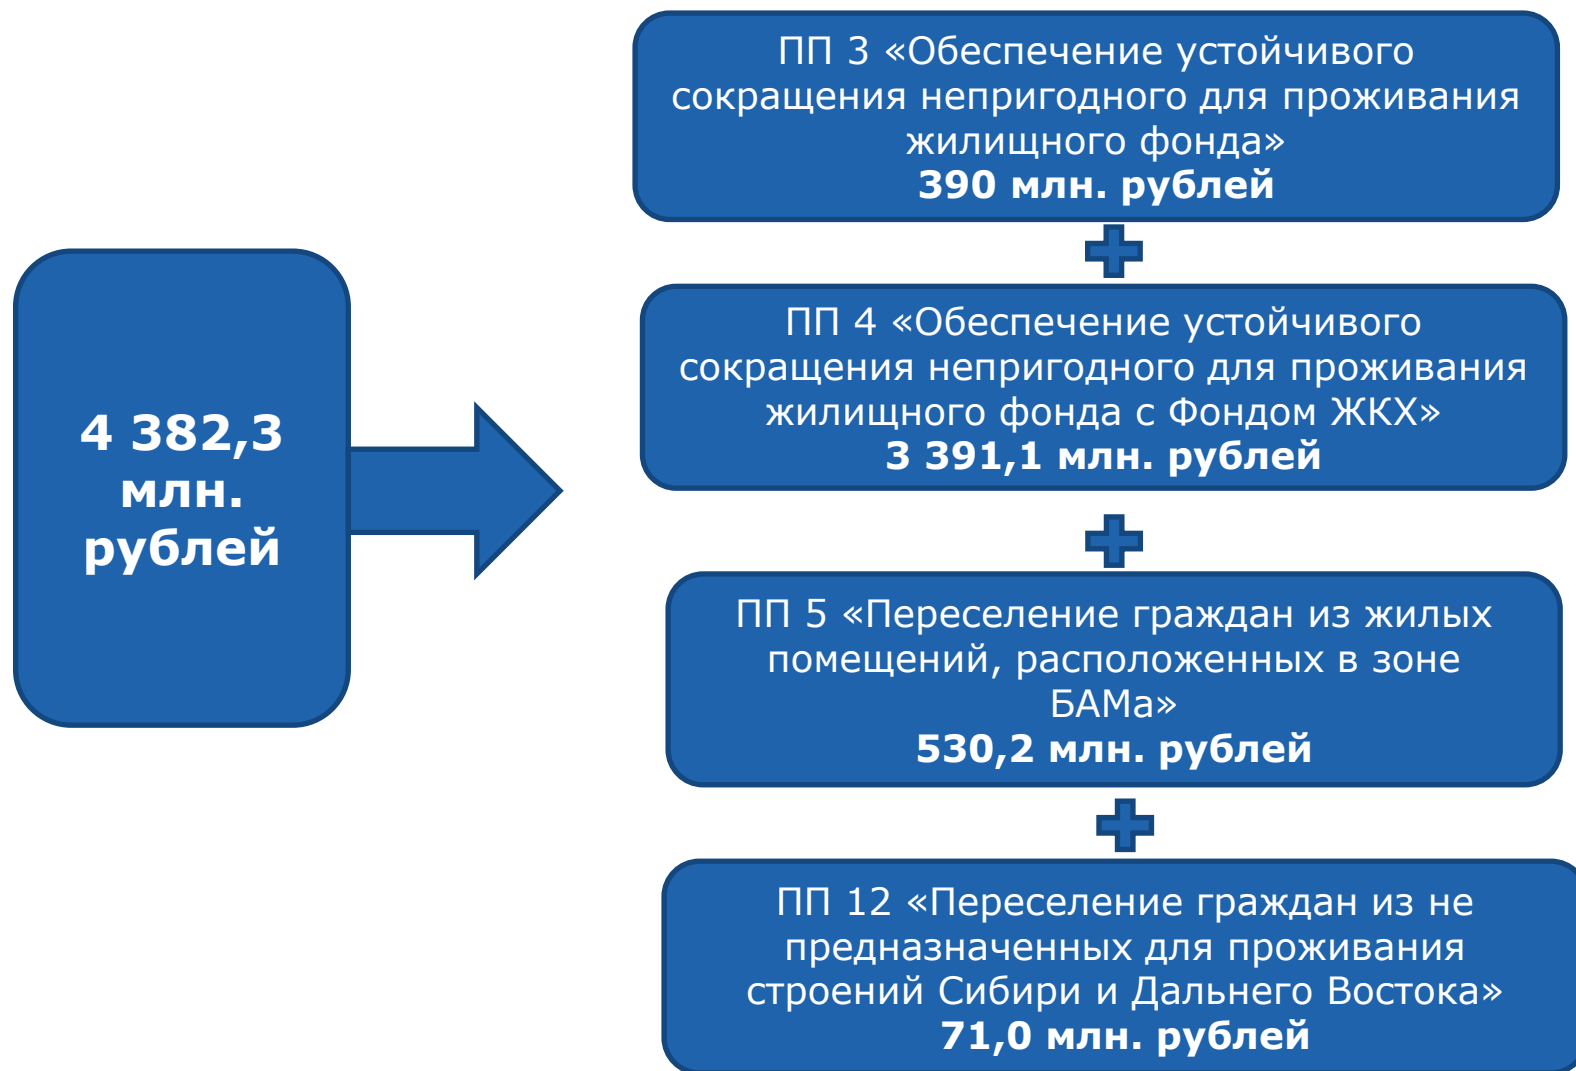 4 382,3
млн.
рублей
ПП 3 «Обеспечение устойчивого
сокращения непригодного для проживания
жилищного фонда»
390 млн. рублей
ПП 4 «Обеспечение устойчивого
сокращения непригодного для проживания
жилищного фонда с Фондом ЖКХ»
3 391,1 млн. рублей
ПП 5 «Переселение граждан из жилых
помещений, расположенных в зоне
БАМа»
530,2 млн. рублей
ПП 12 «Переселение граждан из не
предназначенных для проживания
строений Сибири и Дальнего Востока»
71,0 млн. рублей